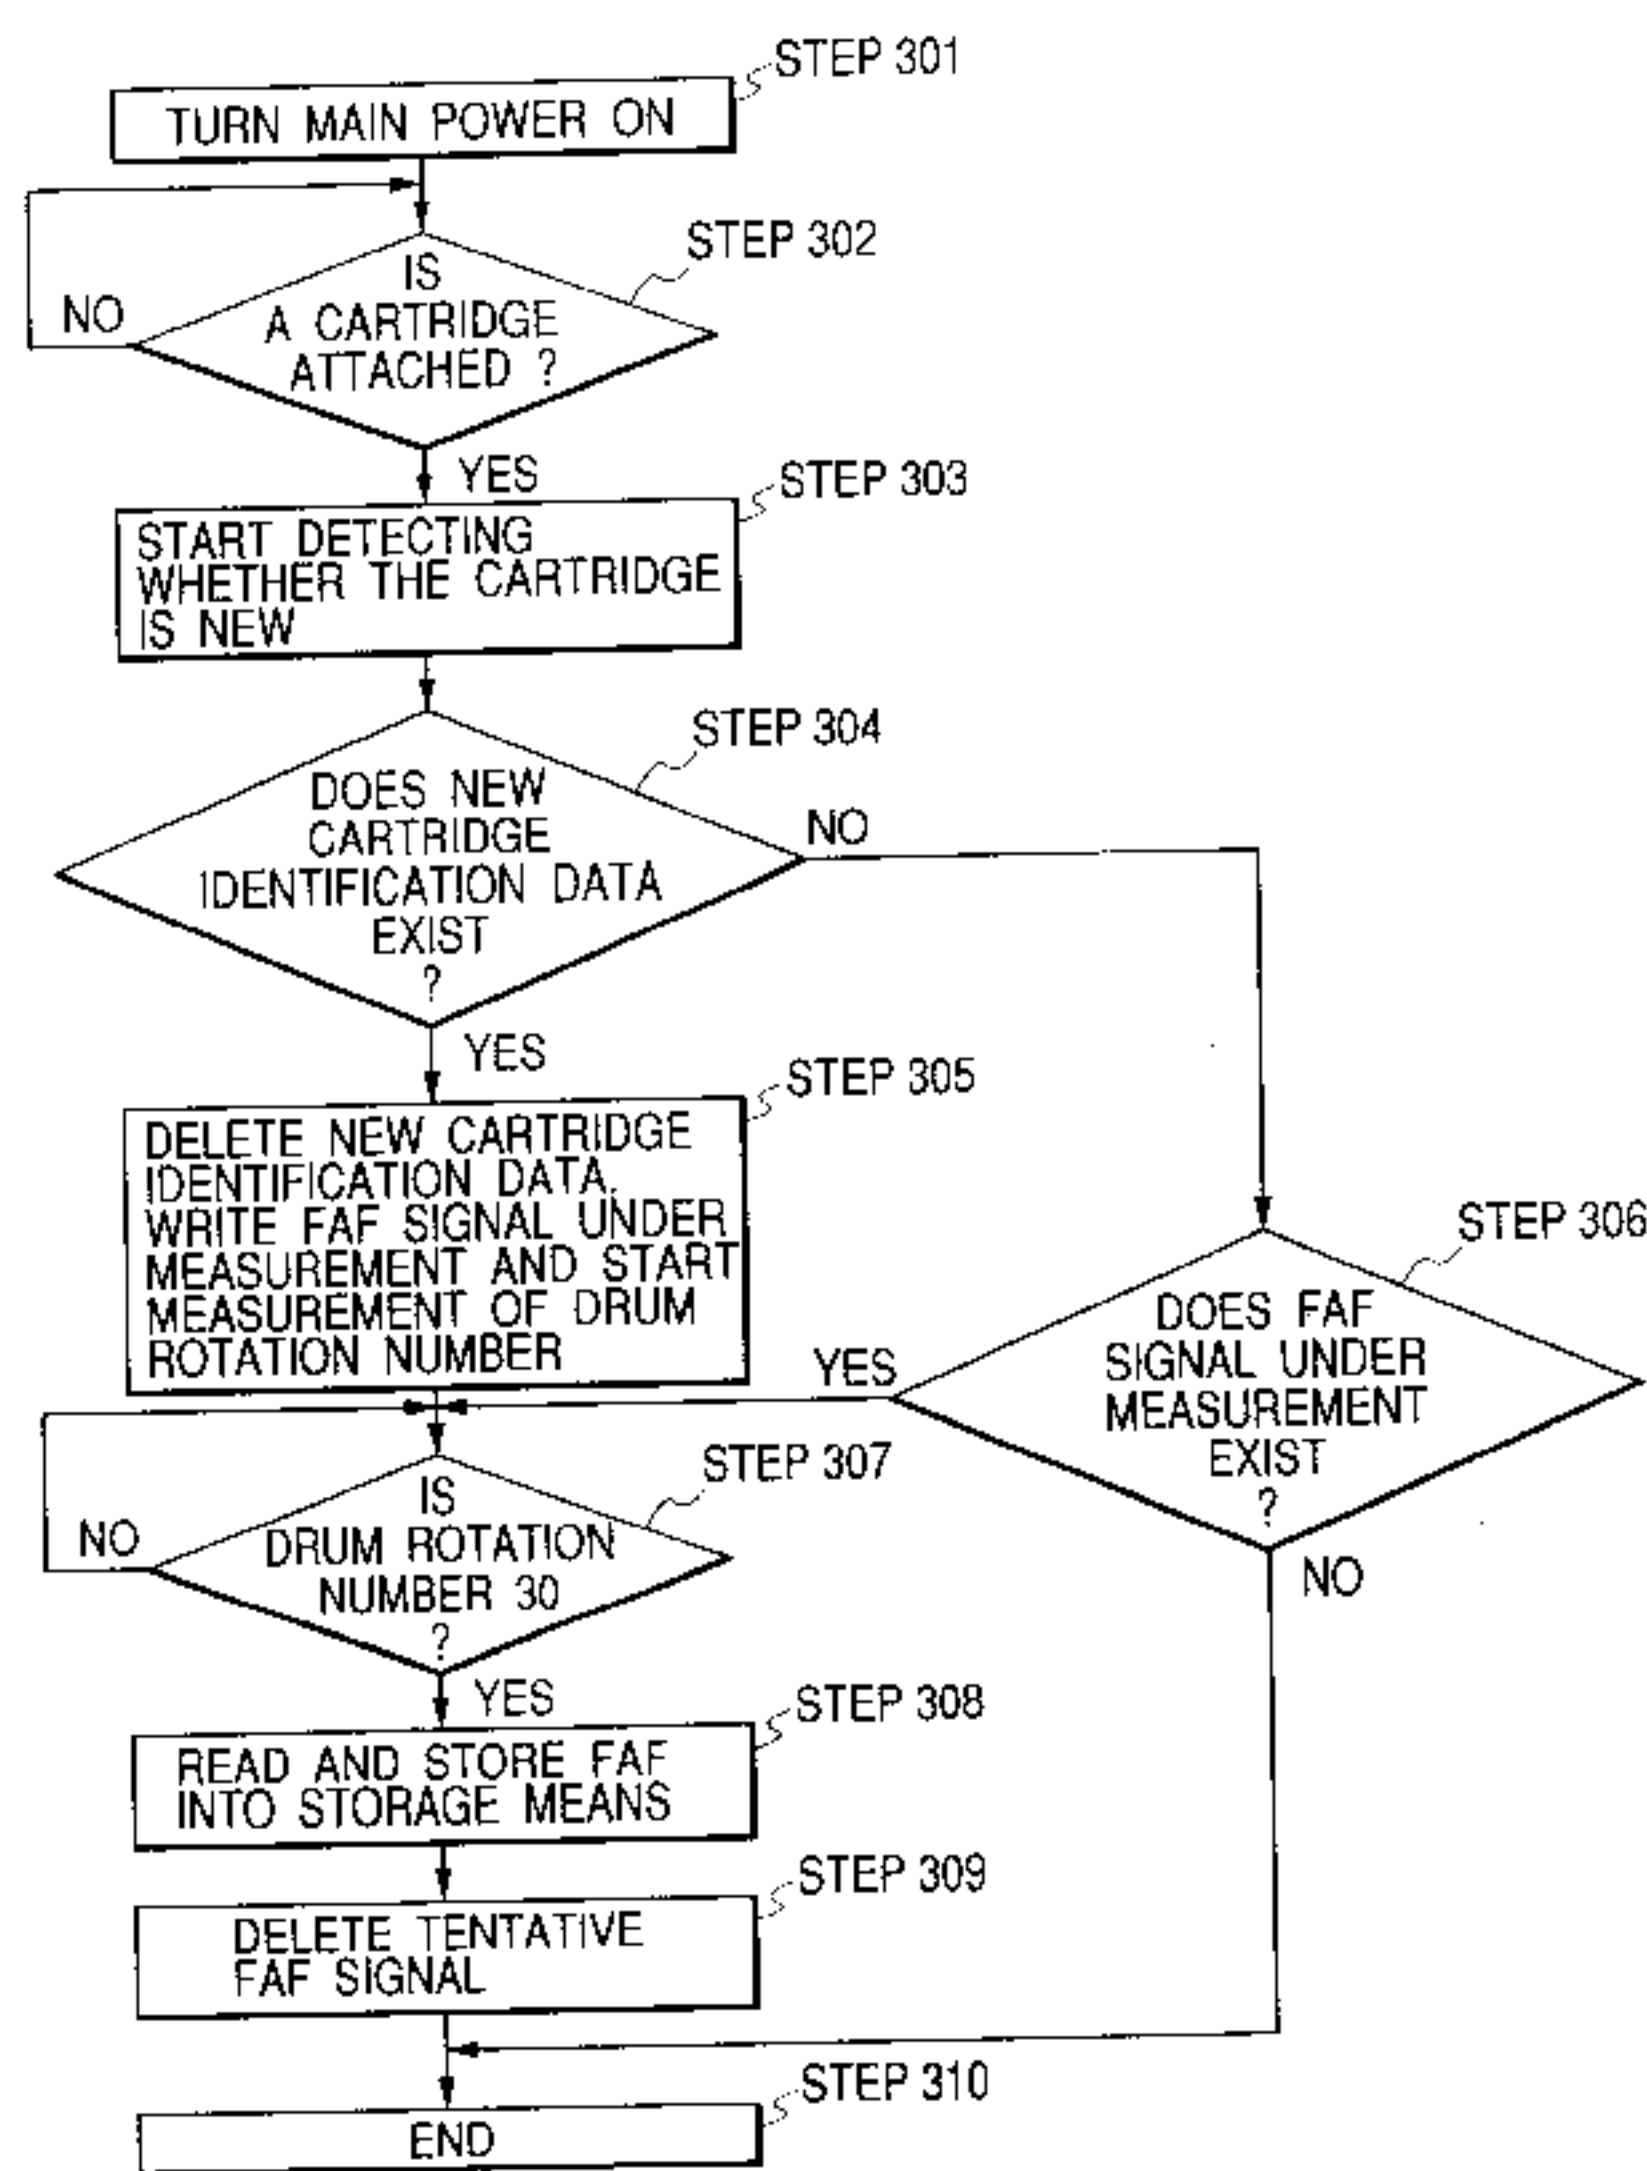 STEP 301
TURN MAIN POWER ON
STEP 302
IS
A CARTRIDGE
ATTACHED ?
NO
YES
STEP 303
START DETECTING
WHETHER THE CARTRIDGE
IS NEW
STEP 304
DOES NEW
CARTRIDGE
IDENTIFICATION DATA
EXIST
?
NO
YES
STEP 305
DELETE NEW CARTRIDGE
IDENTIFICATION DATA,
WRITE FAF SIGNAL UNDER
MEASUREMENT AND START
MEASUREMENT OF DRUM
ROTATION NUMBER
STEP 306
DOES FAF
SIGNAL UNDER
MEASUREMENT
EXIST
?
YES
NO
STEP 307
IS
DRUM ROTATION
NUMBER 30
?
NO
YES
STEP 308
READ AND STORE FAF
INTO STORAGE MEANS
STEP 309
DELETE TENTATIVE
FAF SIGNAL
STEP 310
END